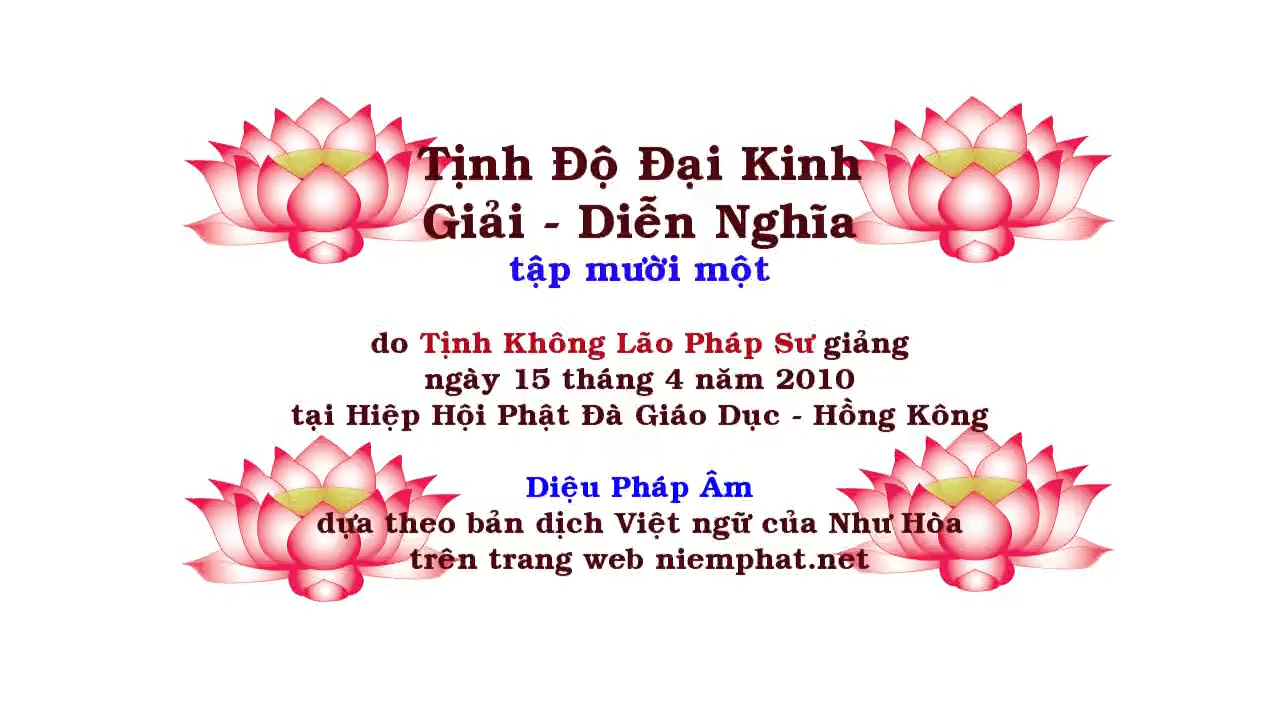 Tịnh Độ Đại Kinh
Giải - Diễn Nghĩa
tập mười một
do Tịnh Không Lão Pháp Sư giảng
ngày 15 tháng 4 năm 2010
tại Hiệp Hội Phật Đà Giáo Dục - Hồng Kông
Diệu Pháp Âm
dựa theo bản dịch Việt ngữ của Như Hòa
trên trang web niemphat.net